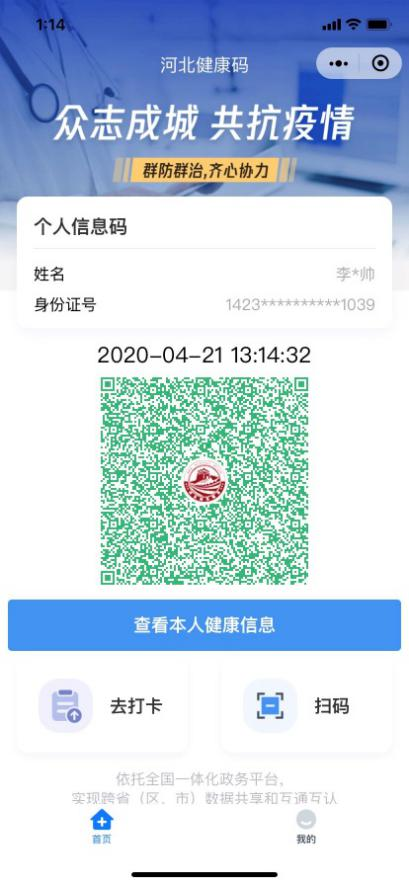 1:14
河北健康码
众志成城 共抗疫情
群防群治,齐心协力
个人信息码
姓名 李*帅
身份证号 1423**********1039
2020-04-21 13:14:32
查看本人健康信息
去打卡 扫码
依托全国一体化政务平台,
实现跨省（区、市）数据共享和互通互认
首页 我的